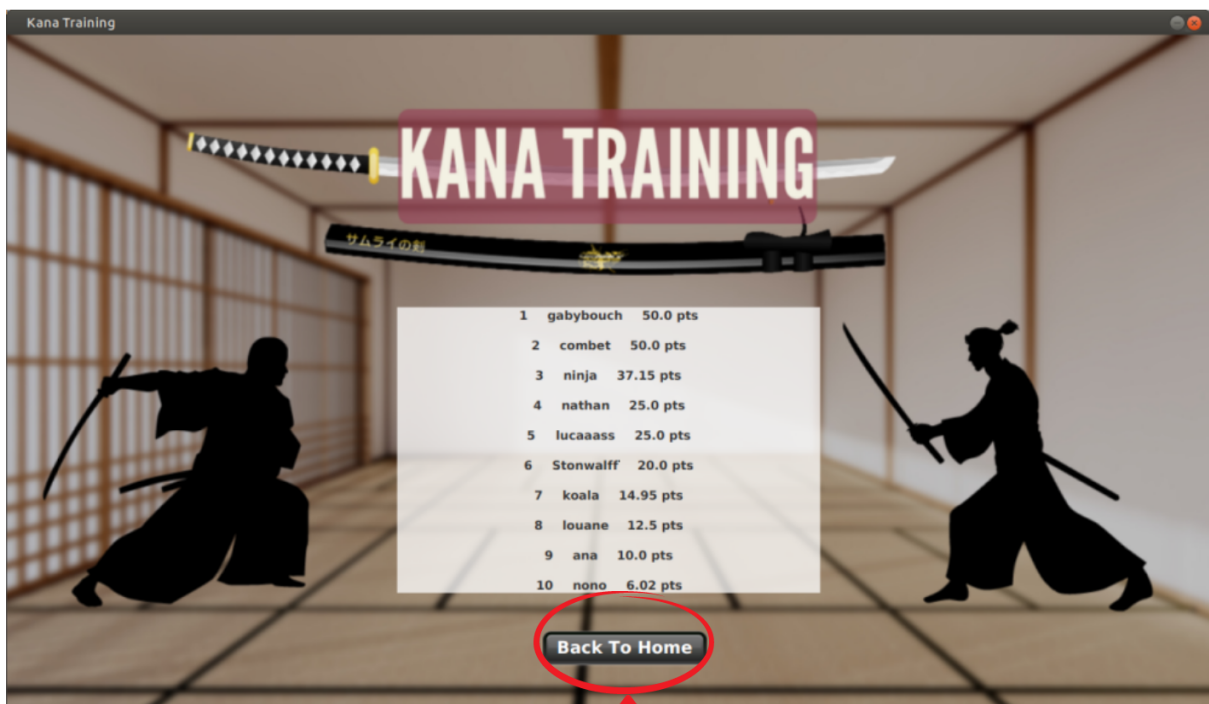 Kana Training
KANA TRAINING
サムライの剣
1 gabybouch 50.0 pts
2 combet 50.0 pts
3 ninja 37.15 pts
4 nathan 25.0 pts
5 lucaaass 25.0 pts
6 Stonwalff 20.0 pts
7 koala 14.95 pts
8 louane 12.5 pts
9 ana 10.0 pts
10 nono 6.02 pts
Back To Home